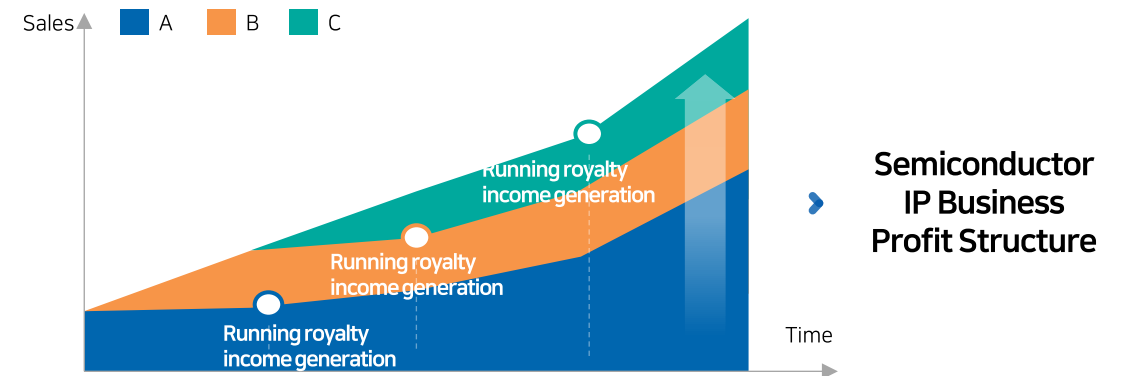 Sales
A
B
C
Running royalty
income generation
Running royalty
income generation
Running royalty
income generation
Time
Semiconductor
IP Business
Profit Structure